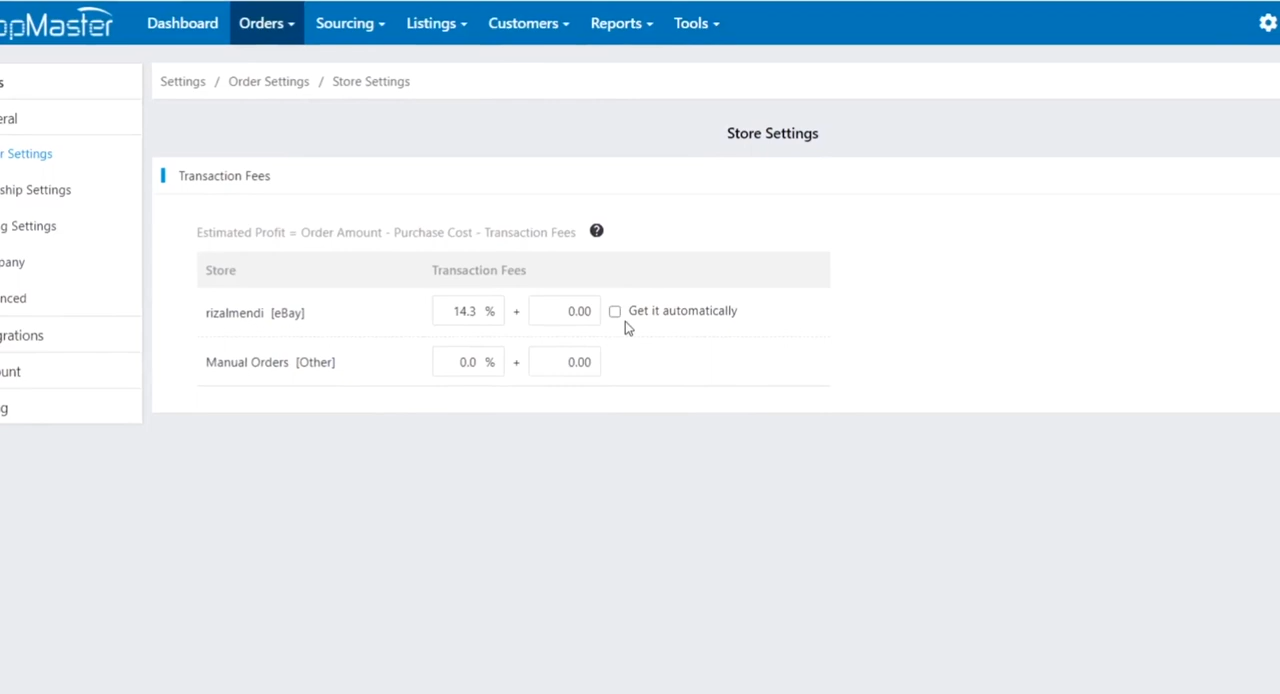 opMaster Dashboard Orders Sourcing Listings Customers Reports Tools
s
eral
r Settings
ship Settings
g Settings
pany
nced
grations
ount
g
Settings / Order Settings / Store Settings
Store Settings
Transaction Fees
Estimated Profit = Order Amount - Purchase Cost - Transaction Fees ?
Store Transaction Fees
rizalmendi [eBay] 14.3 % + 0.00 Get it automatically
Manual Orders [Other] 0.0 % + 0.00